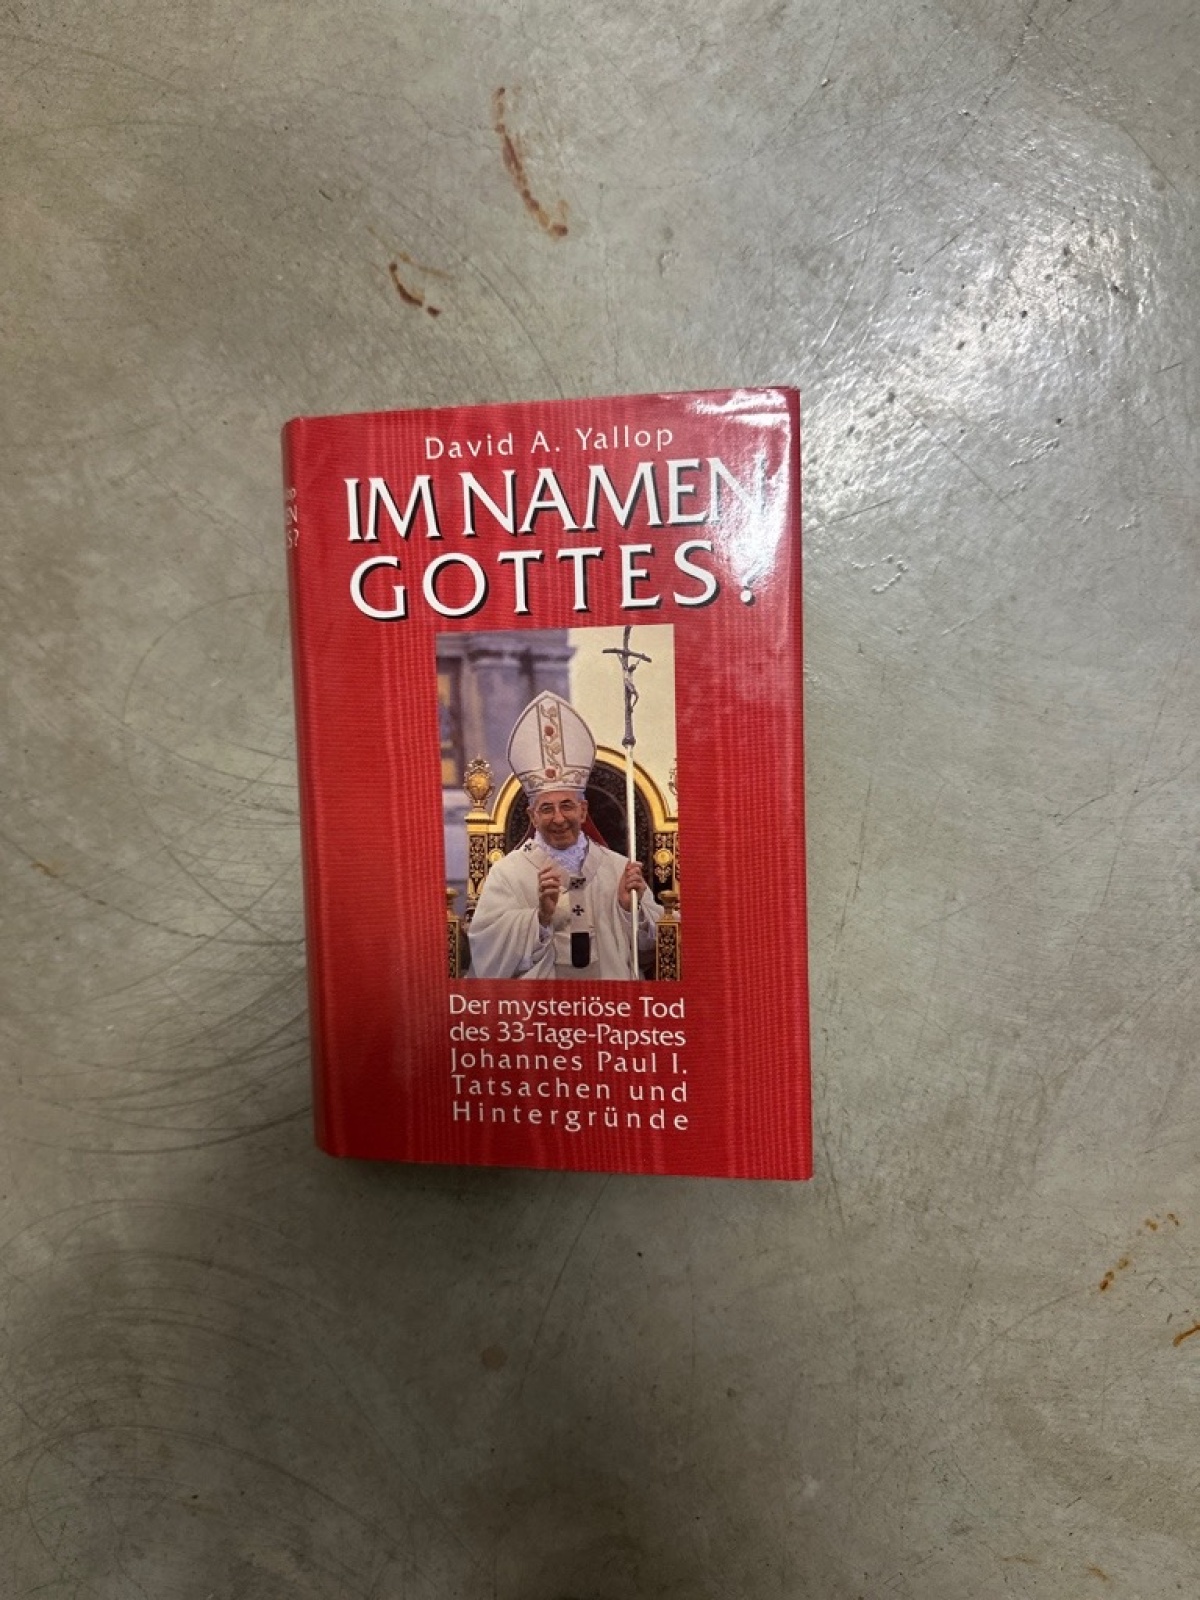 David A. Yallop
IM NAMEN
GOTTES?
Der mysteriöse Tod
des 33-Tage-Papstes
Johannes Paul I.
Tatsachen und
Hintergründe